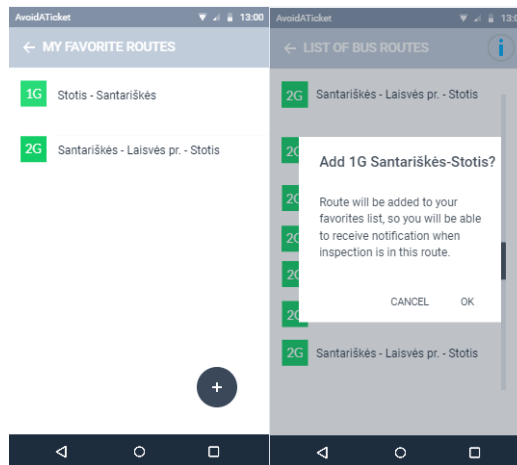 AvoidATicket 13:00
← MY FAVORITE ROUTES
1G Stotis - Santariškės
2G Santariškės - Laisvės pr. - Stotis
+
AvoidATicket
← LIST OF BUS ROUTES i
2G Santariškės - Laisvės pr. - Stotis
Add 1G Santariškės-Stotis?
Route will be added to your
favorites list, so you will be able
to receive notification when
inspection is in this route.
CANCEL OK
2G Santariškės - Laisvės pr. - Stotis